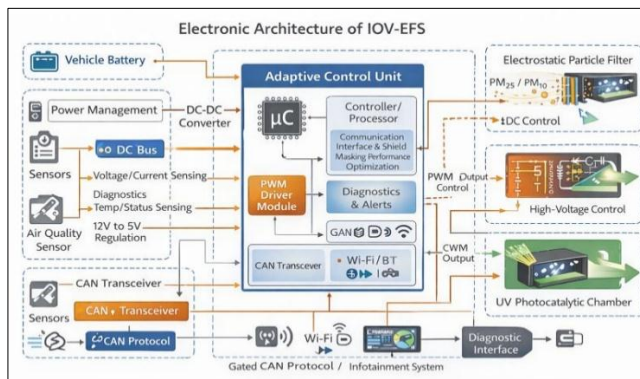 Electronic Architecture of IOV-EFS
Vehicle Battery
Power Management
DC-DC
Converter
Sensors
DC Bus
Voltage/Current Sensing
Diagnostics
Temp/Status Sensing
Air Quality
Sensor
12V to 5V
Regulation
Sensors
CAN Transceiver
CAN Transceiver
CAN Protocol
Adaptive Control Unit
µC
Controller/
Processor
Communication
Interface & Shield
Masking Performance
Optimization
PWM
Driver
Module
Diagnostics
& Alerts
GAN
CAN Transcever
Wi-Fi/BT
Electrostatic Particle Filter
PM25 / PM10
DC Control
PWM Output
Control
High-Voltage Control
CWM
Output
UV Photocatalytic Chamber
Wi-Fi
Diagnostic
Interface
Gated CAN Protocol / Infotainment System